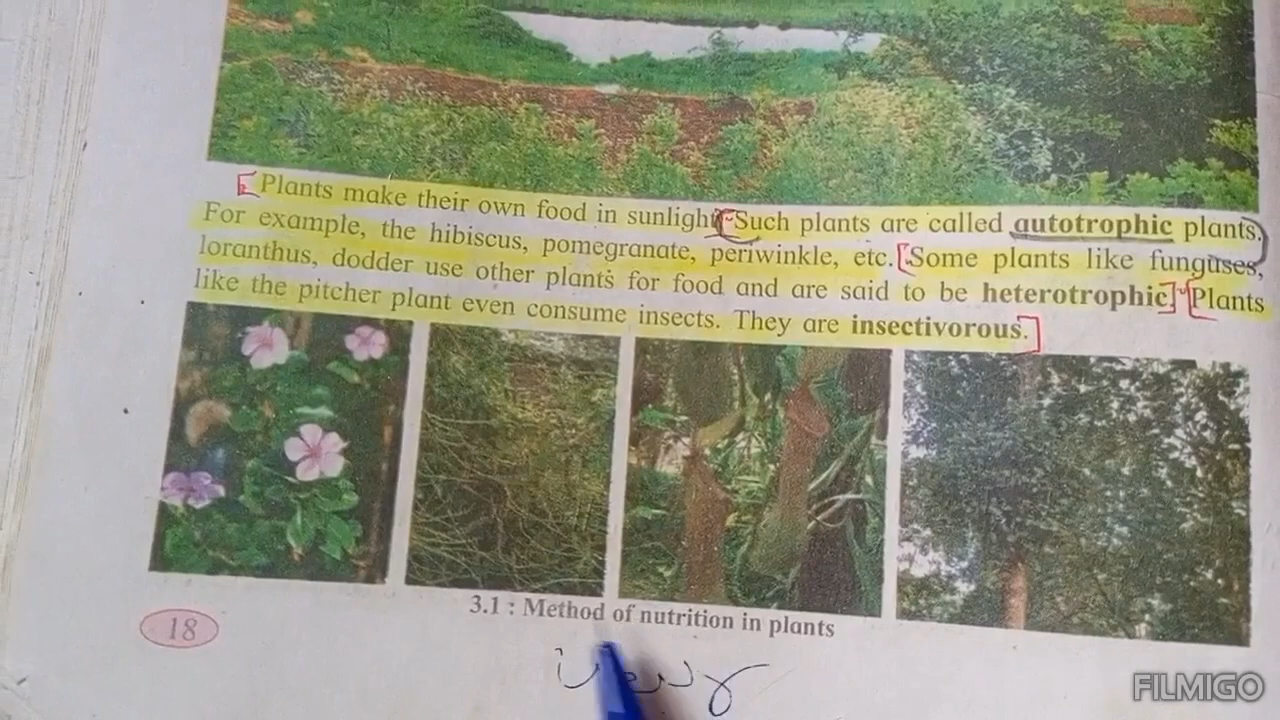 Plants make their own food in sunlight. Such plants are called autotrophic plants.
For example, the hibiscus, pomegranate, periwinkle, etc. Some plants like funguses,
loranthus, dodder use other plants for food and are said to be heterotrophic. Plants
like the pitcher plant even consume insects. They are insectivorous.
3.1 : Method of nutrition in plants
18
FILMIGO